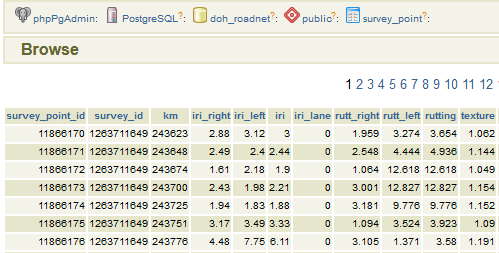 phpPgAdmin: PostgreSQL?: doh_roadnet?: public?: survey_point?:
Browse
1 2 3 4 5 6 7 8 9 10 11 12
survey_point_id survey_id km iri_right iri_left iri iri_lane rutt_right rutt_left rutting texture
11866170 1263711649 243623 2.88 3.12 3 0 1.959 3.274 3.654 1.062
11866171 1263711649 243648 2.49 2.4 2.44 0 2.548 4.444 4.936 1.144
11866172 1263711649 243674 1.61 2.18 1.9 0 1.064 12.618 12.618 1.049
11866173 1263711649 243700 2.43 1.98 2.21 0 3.001 12.827 12.827 1.154
11866174 1263711649 243725 1.94 1.83 1.88 0 3.181 9.776 9.776 1.152
11866175 1263711649 243751 3.17 3.49 3.33 0 1.094 3.524 3.923 1.09
11866176 1263711649 243776 4.48 7.75 6.11 0 3.105 1.371 3.58 1.191